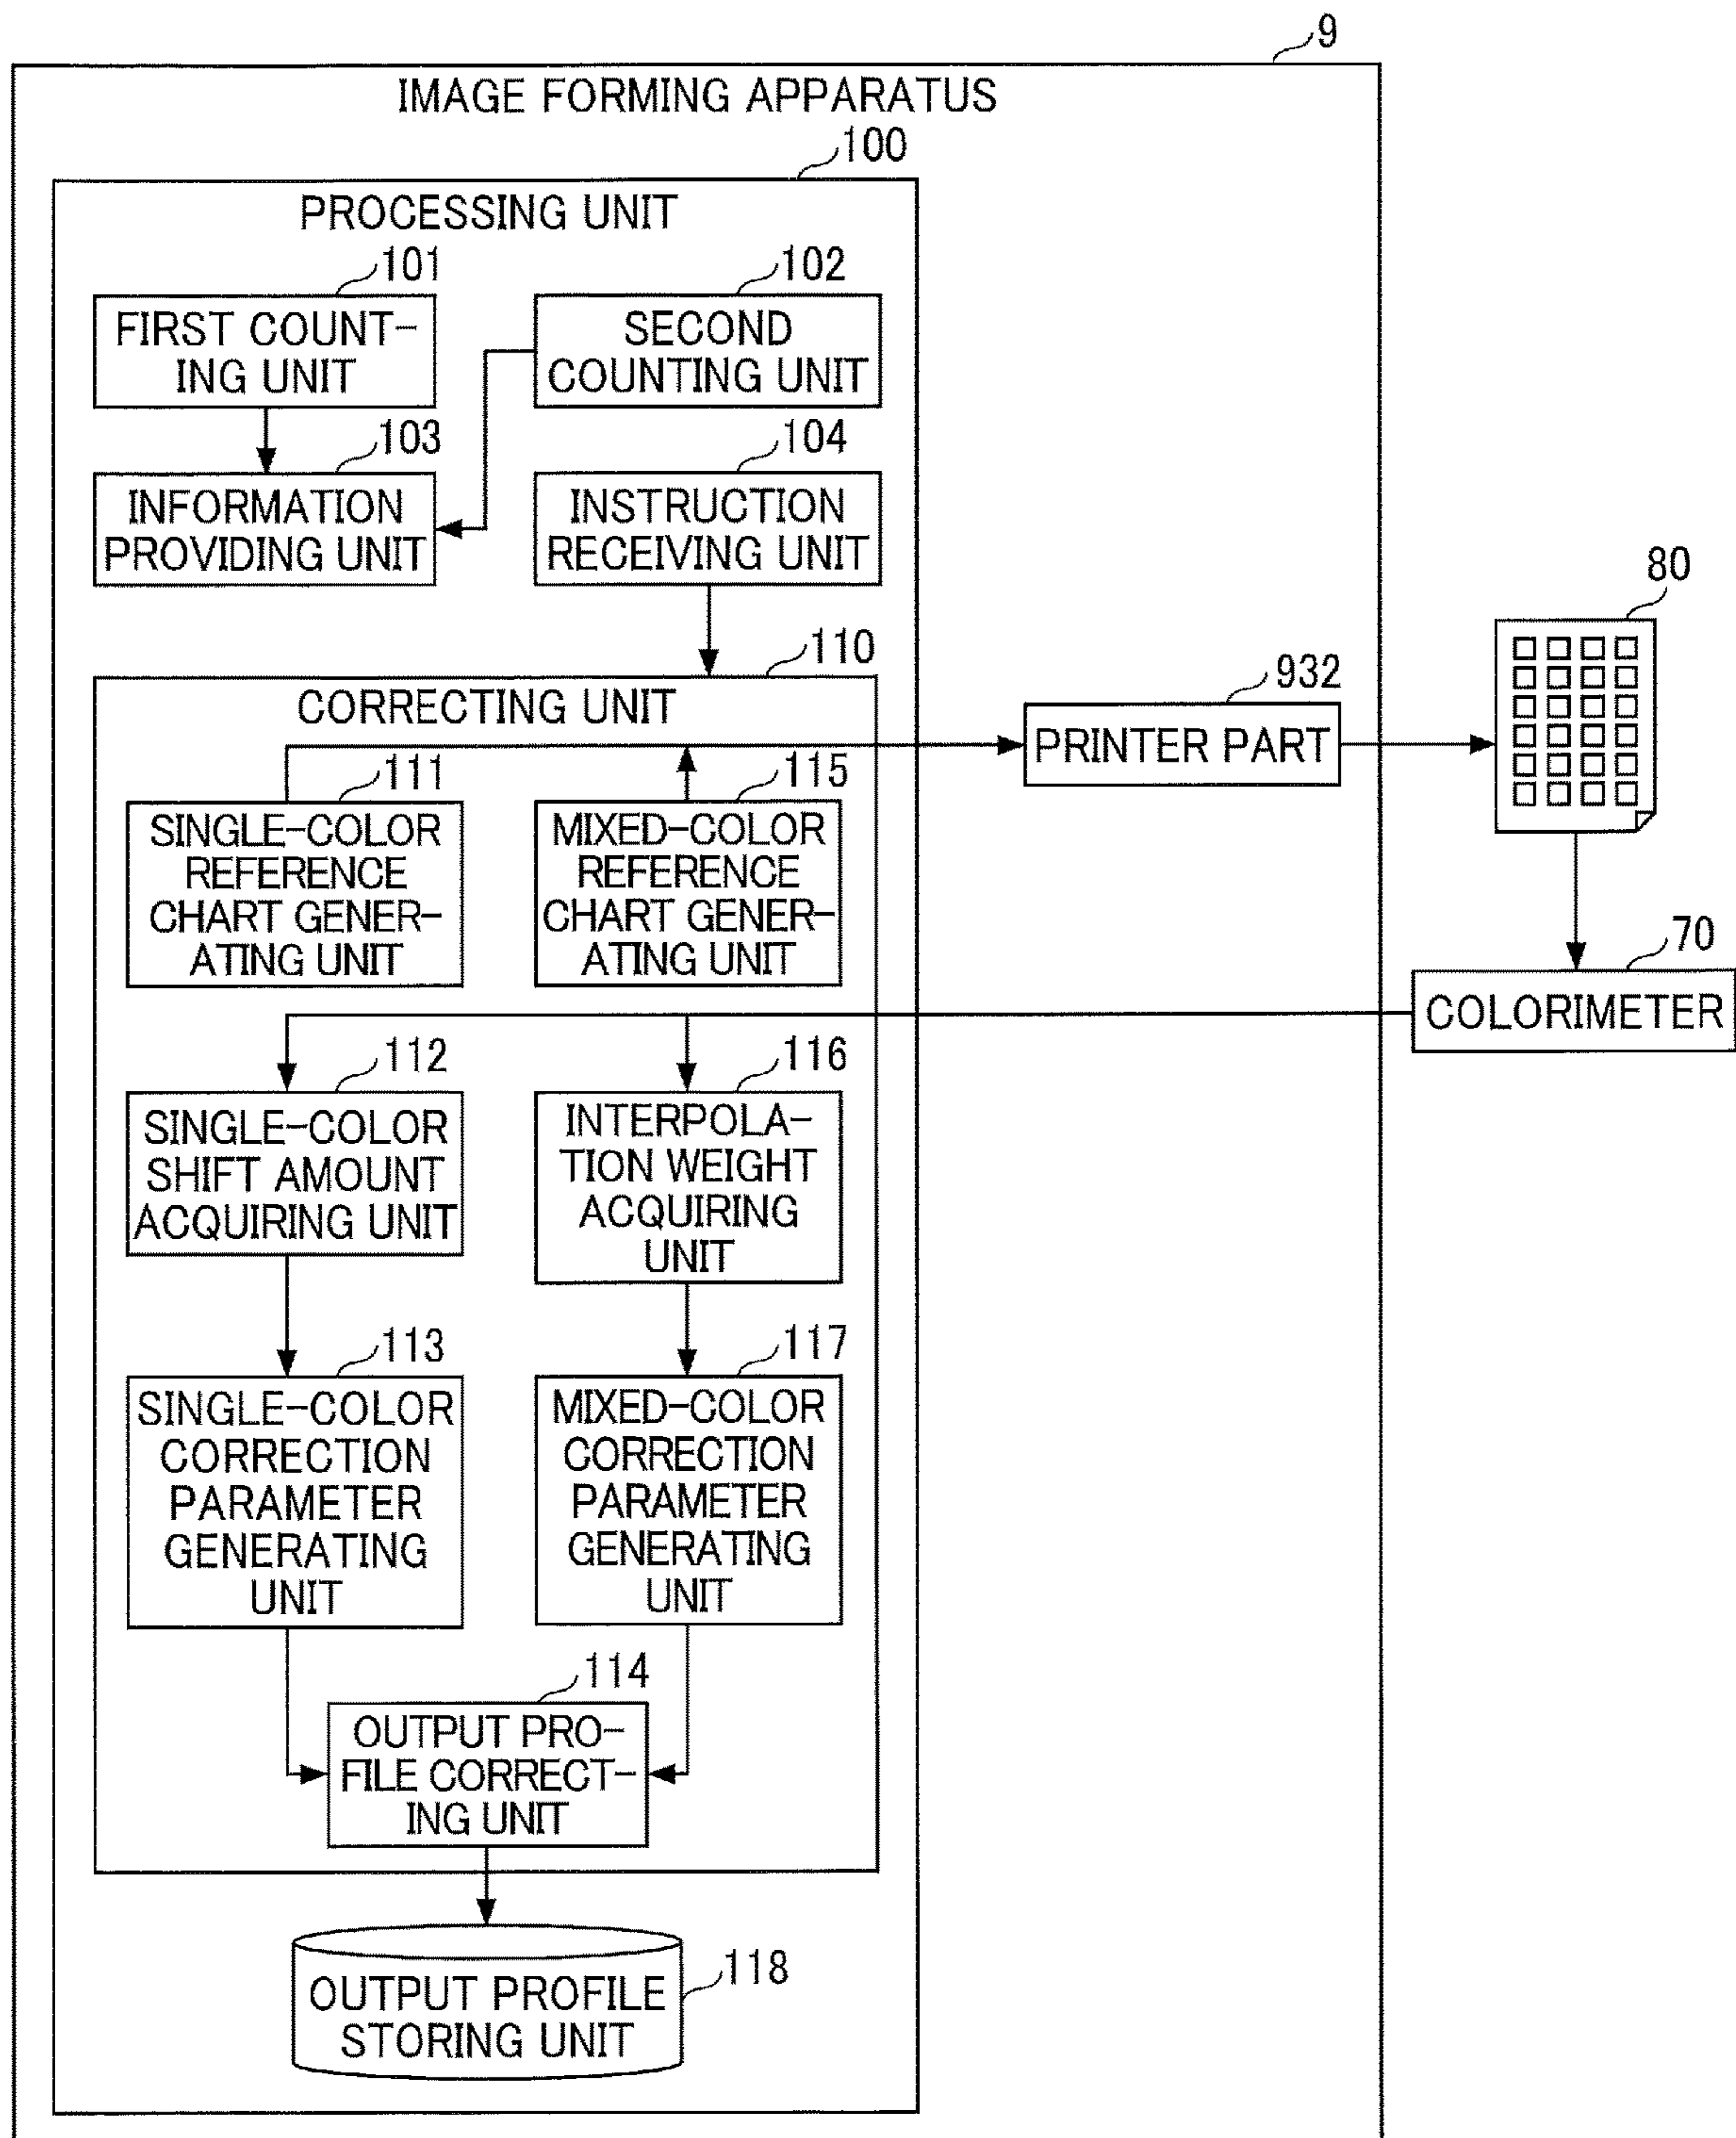 9
IMAGE FORMING APPARATUS
100
PROCESSING UNIT
101
FIRST COUNT-
ING UNIT
102
SECOND
COUNTING UNIT
103
INFORMATION
PROVIDING UNIT
104
INSTRUCTION
RECEIVING UNIT
110
CORRECTING UNIT
932
PRINTER PART
80
111
SINGLE-COLOR
REFERENCE
CHART GENER-
ATING UNIT
115
MIXED-COLOR
REFERENCE
CHART GENER-
ATING UNIT
70
COLORIMETER
112
SINGLE-COLOR
SHIFT AMOUNT
ACQUIRING UNIT
116
INTERPOLA-
TION WEIGHT
ACQUIRING
UNIT
113
SINGLE-COLOR
CORRECTION
PARAMETER
GENERATING
UNIT
117
MIXED-COLOR
CORRECTION
PARAMETER
GENERATING
UNIT
114
OUTPUT PRO-
FILE CORRECT-
ING UNIT
118
OUTPUT PROFILE
STORING UNIT